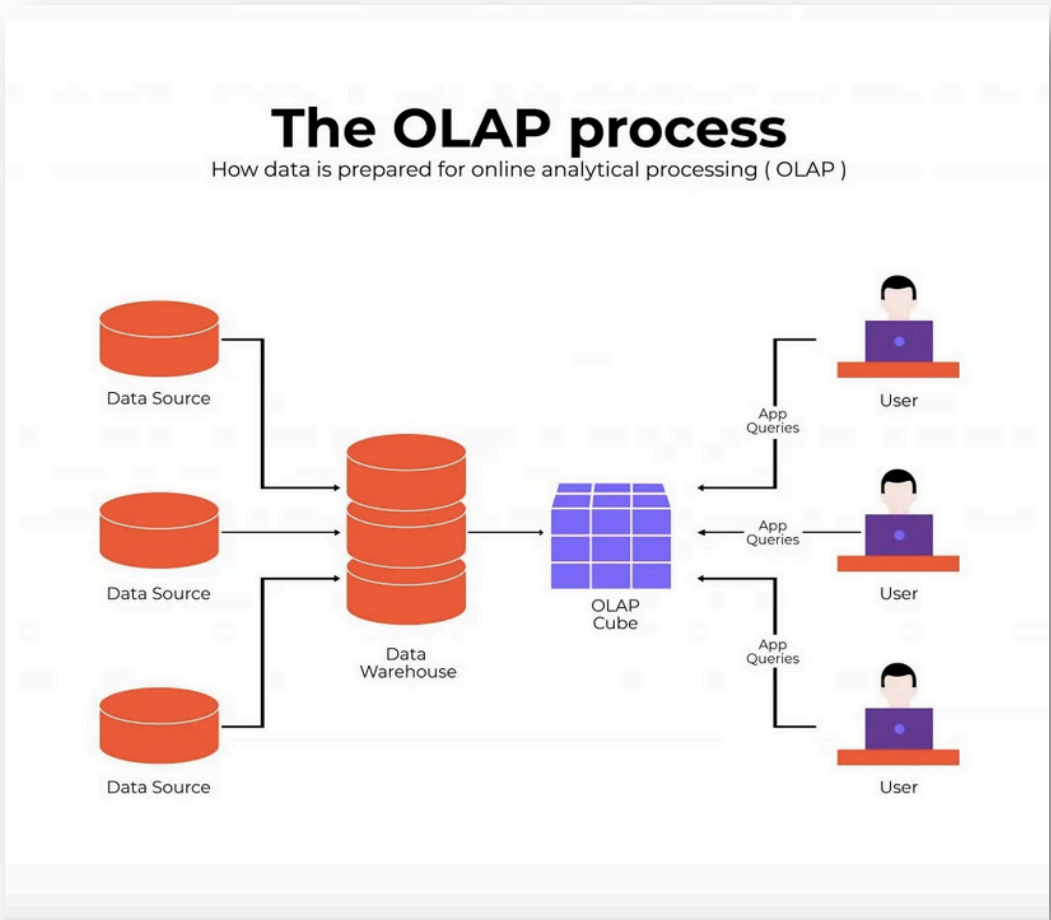 The OLAP process
How data is prepared for online analytical processing ( OLAP )
Data Source
User
App
Queries
Data Source
App
Queries
User
OLAP
Cube
Data
Warehouse
App
Queries
Data Source
User